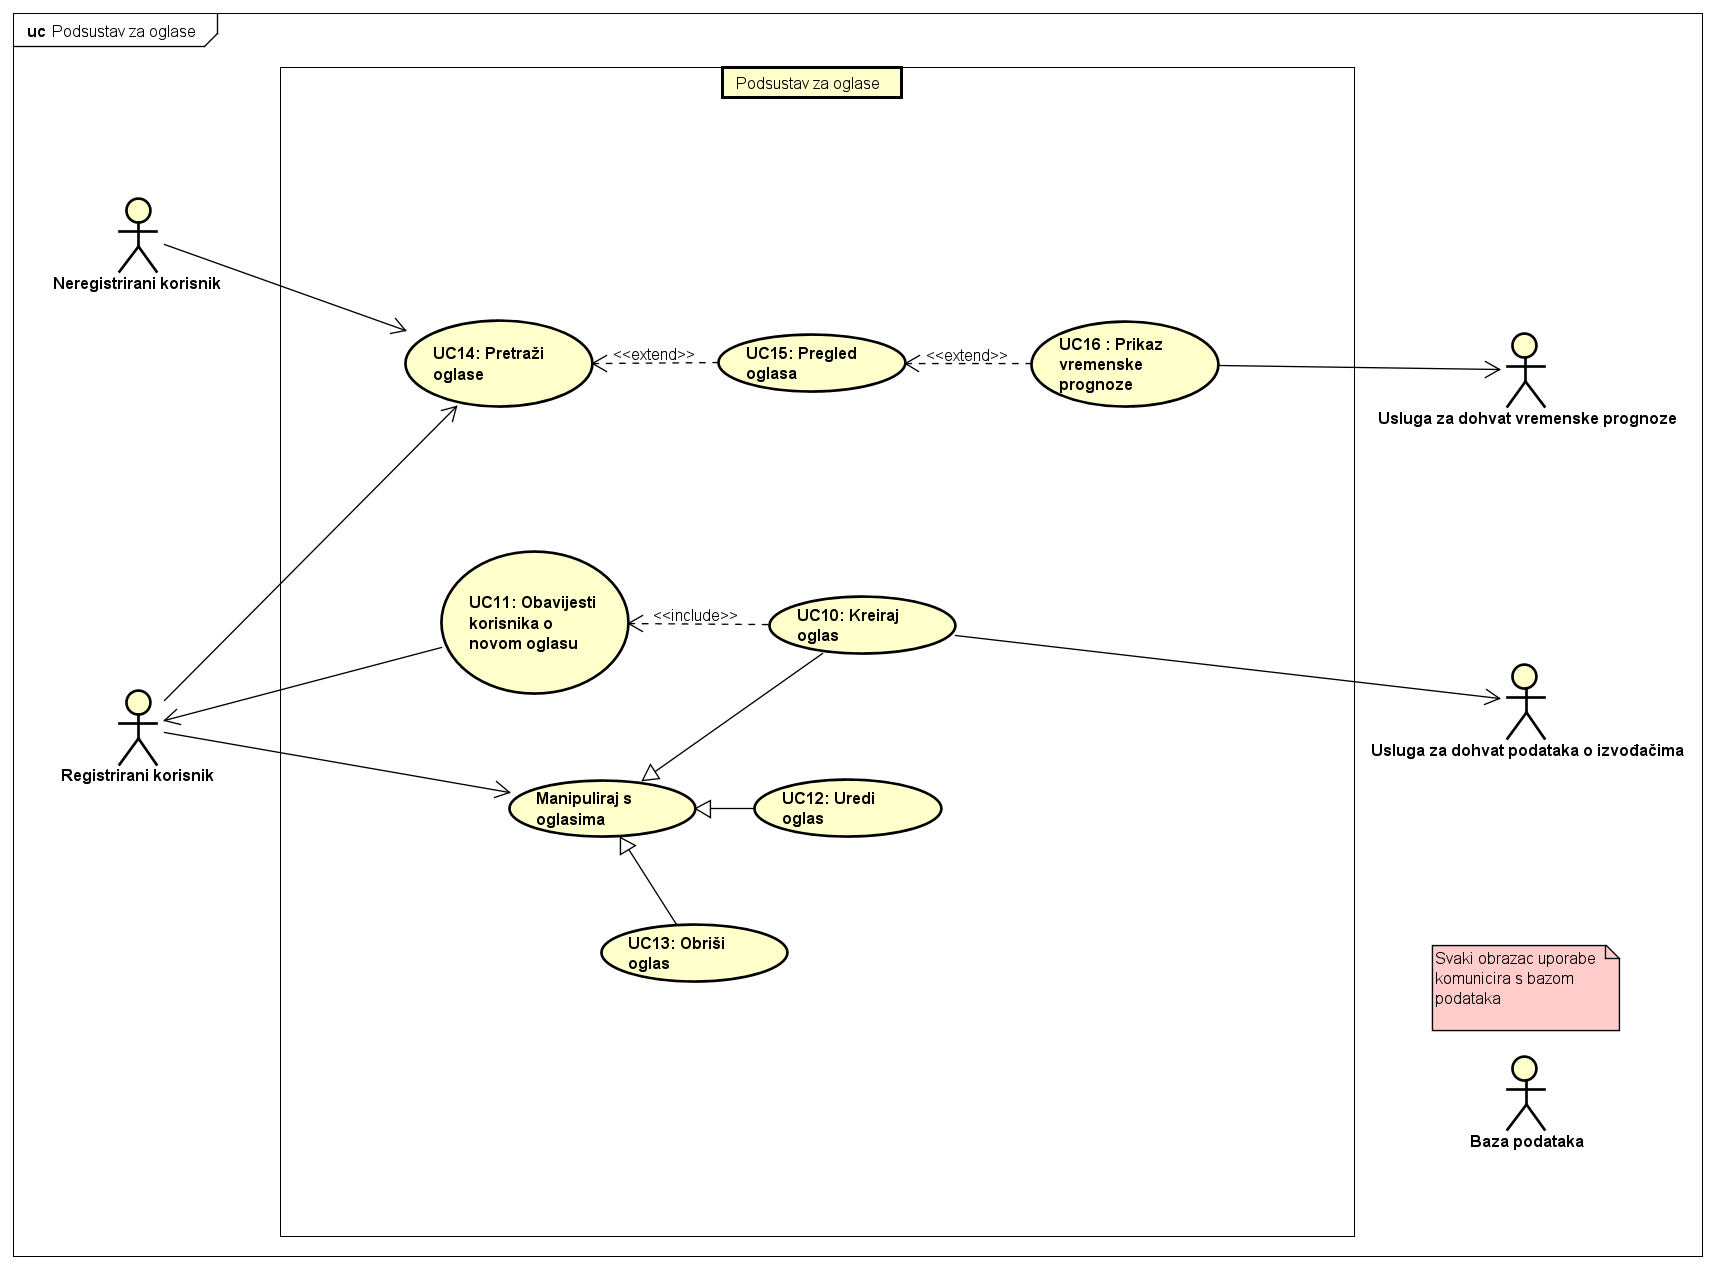 uc Podsustav za oglase
Podsustav za oglase
Neregistrirani korisnik
UC14: Pretraži
oglase
<<extend>>
UC15: Pregled
oglasa
<<extend>>
UC16 : Prikaz
vremenske
prognoze
Usluga za dohvat vremenske prognoze
UC11: Obavijesti
korisnika o
novom oglasu
<<include>>
UC10: Kreiraj
oglas
Registrirani korisnik
Usluga za dohvat podataka o izvođačima
Manipuliraj s
oglasima
UC12: Uredi
oglas
UC13: Obriši
oglas
Svaki obrazac uporabe
komunicira s bazom
podataka
Baza podataka